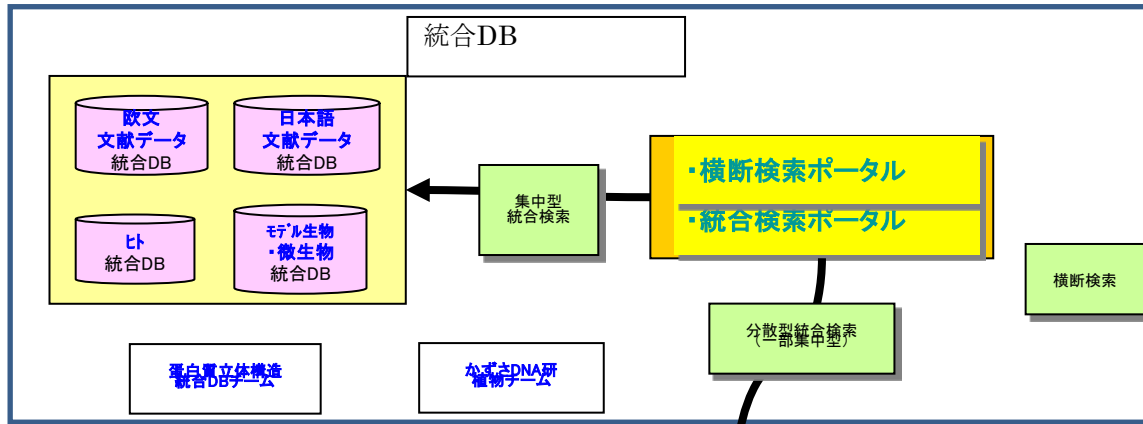 統合DB
欧文
文献データ
統合DB
日本語
文献データ
統合DB
ヒト
統合DB
モデル生物
・微生物
統合DB
集中型
統合検索
・横断検索ポータル
・統合検索ポータル
横断検索
分散型統合検索
（一部集中型）
蛋白質立体構造
統合DBチーム
かずさDNA研
植物チーム